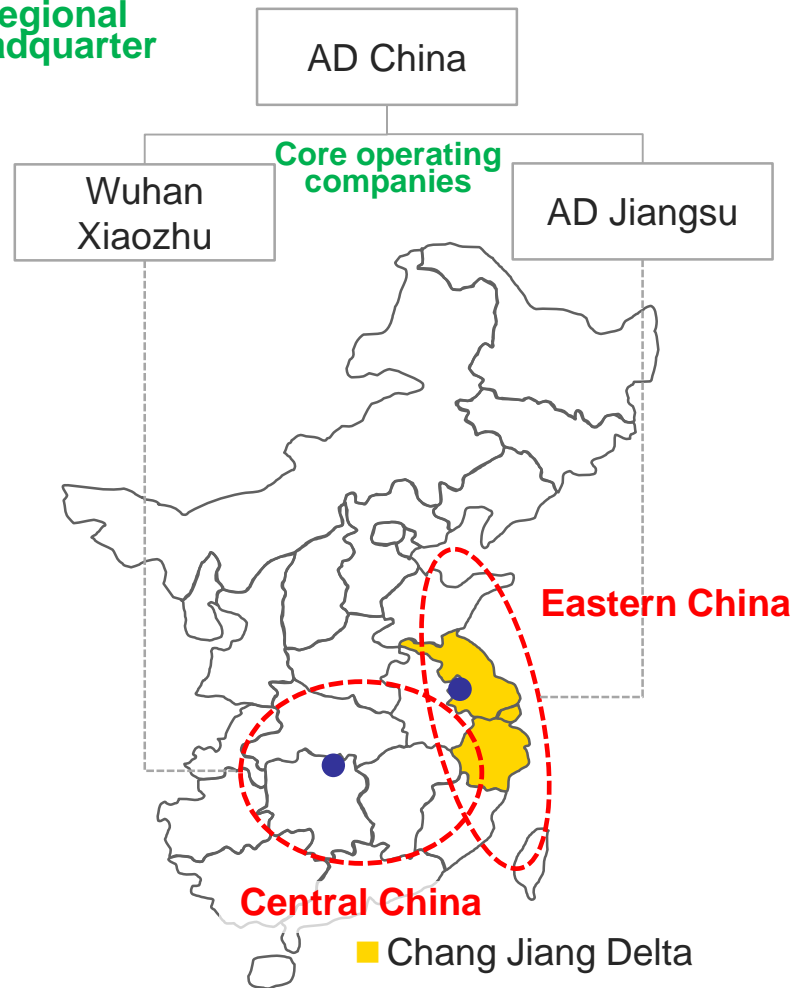 egional
adquarter
AD China
Core operating
companies
Wuhan
Xiaozhu
AD Jiangsu
Eastern China
Central China
Chang Jiang Delta